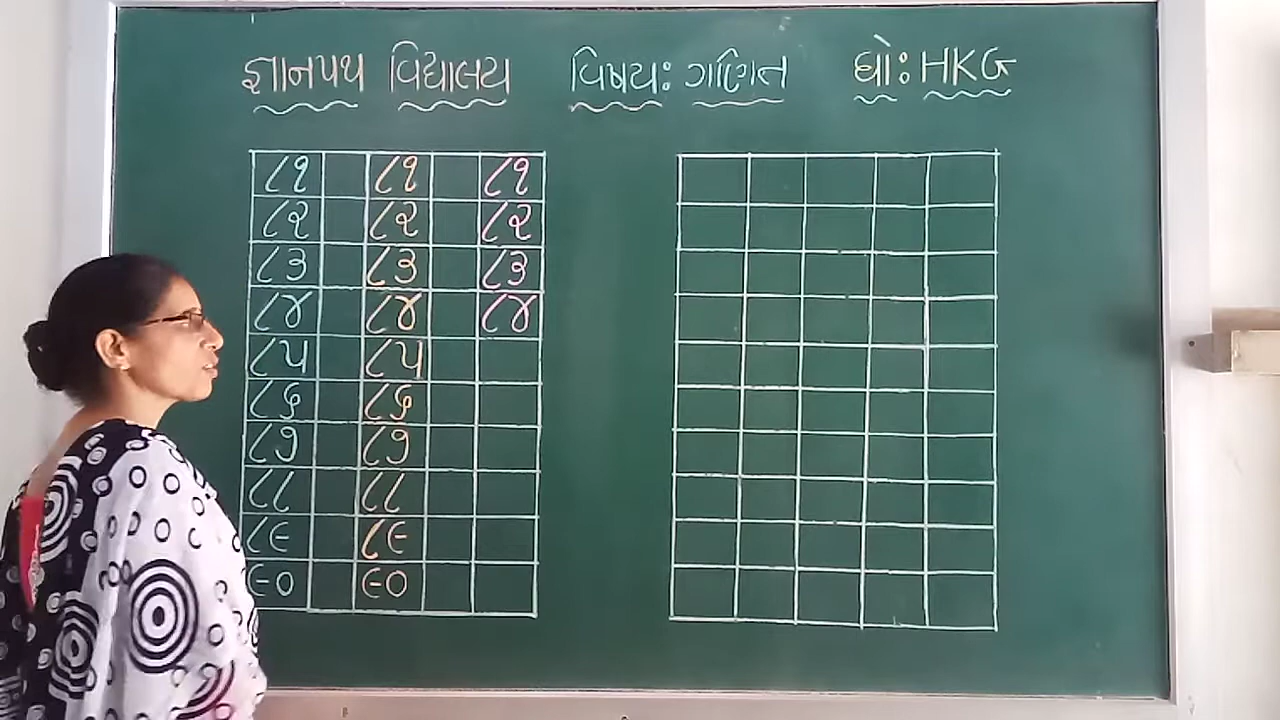 જ્ઞાનપથ વિદ્યાલય વિષય: ગણિત ધો: HKG
૮૧ ૮૧ ૮૧
૮૨ ૮૨ ૮૨
૮૩ ૮૩ ૮૩
૮૪ ૮૪ ૮૪
૮૫ ૮૫
૮૬ ૮૬
૮૭ ૮૭
૮૮ ૮૮
૮૯ ૮૯
૯૦ ૯૦